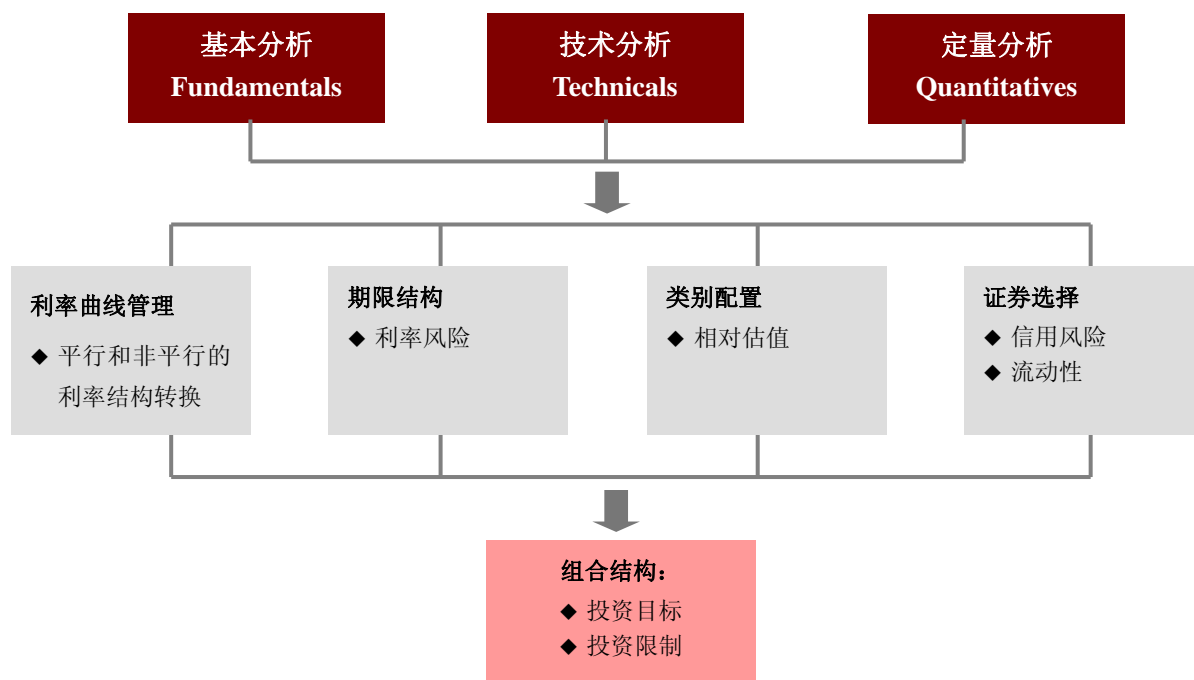 基本分析
Fundamentals
技术分析
Technicals
定量分析
Quantitatives
利率曲线管理
◆ 平行和非平行的
利率结构转换
期限结构
◆ 利率风险
类别配置
◆ 相对估值
证券选择
◆ 信用风险
◆ 流动性
组合结构：
◆ 投资目标
◆ 投资限制